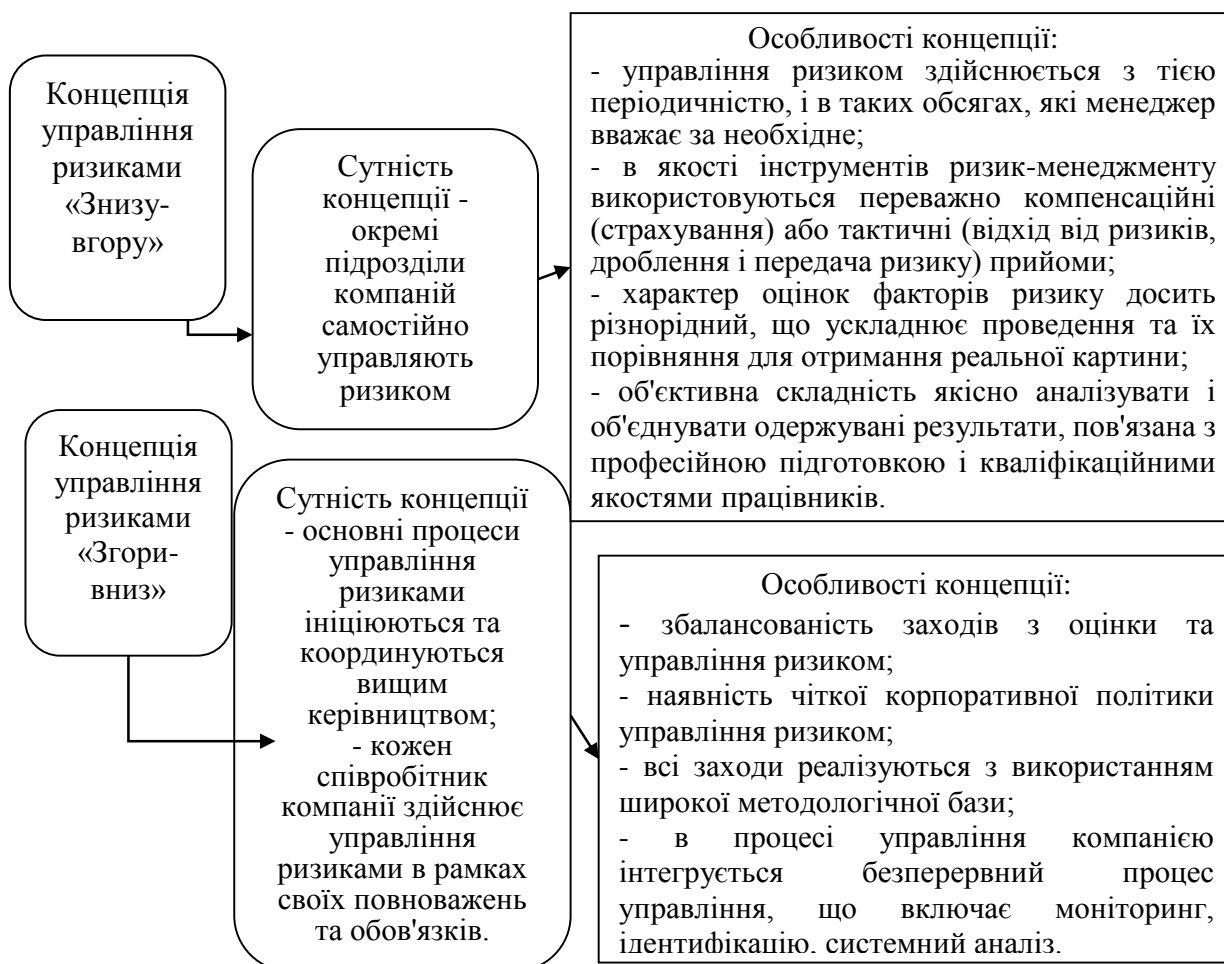 Концепція
управління
ризиками
«Знизу-
вгору»
Сутність
концепції -
окремі
підрозділи
компаній
самостійно
управляють
ризиком
Особливості концепції:
- управління ризиком здійснюється з тією
періодичністю, і в таких обсягах, які менеджер
вважає за необхідне;
- в якості інструментів ризик-менеджменту
використовуються переважно компенсаційні
(страхування) або тактичні (відхід від ризиків,
дроблення і передача ризику) прийоми;
- характер оцінок факторів ризику досить
різнорідний, що ускладнює проведення та їх
порівняння для отримання реальної картини;
- об'єктивна складність якісно аналізувати і
об'єднувати одержувані результати, пов'язана з
професійною підготовкою і кваліфікаційними
якостями працівників.
Концепція
управління
ризиками
«Згори-
вниз»
Сутність концепції
- основні процеси
управління
ризиками
ініціюються та
координуються
вищим
керівництвом;
- кожен
співробітник
компанії здійснює
управління
ризиками в рамках
своїх повноважень
та обов'язків.
Особливості концепції:
- збалансованість заходів з оцінки та
управління ризиком;
- наявність чіткої корпоративної політики
управління ризиком;
- всі заходи реалізуються з використанням
широкої методологічної бази;
- в процесі управління компанією
інтегрується безперервний процес
управління, що включає моніторинг,
ідентифікацію, системний аналіз.